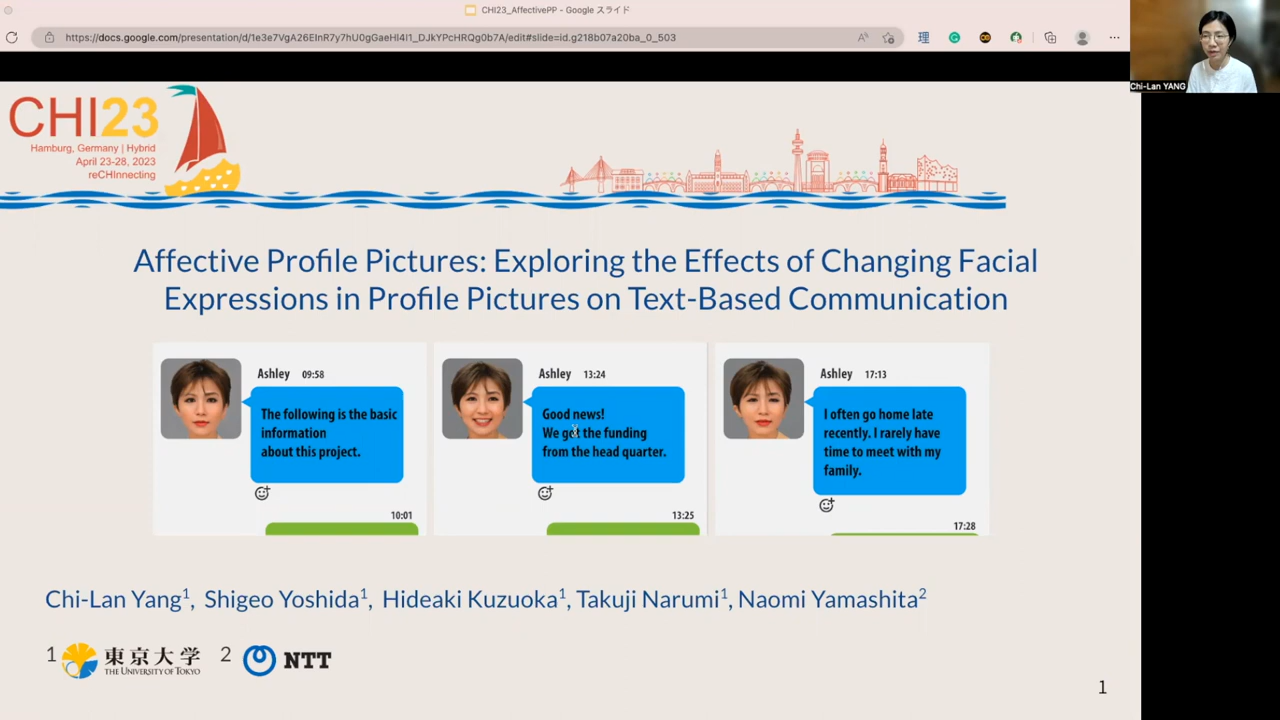 CHI23_AffectivePP - Google スライド
https://docs.google.com/presentation/d/1e3e7VgA26EInR7y7hU0gGaeHl4I1_DJkYPcHRQg0b7A/edit#slide=id.g218b07a20ba_0_503
理
Chi-Lan YANG
CHI23
Hamburg, Germany | Hybrid
April 23-28, 2023
reCHInnecting
Affective Profile Pictures: Exploring the Effects of Changing Facial
Expressions in Profile Pictures on Text-Based Communication
Ashley 09:58
The following is the basic
information
about this project.
10:01
Ashley 13:24
Good news!
We got the funding
from the head quarter.
13:25
Ashley 17:13
I often go home late
recently. I rarely have
time to meet with my
family.
17:28
Chi-Lan Yang1, Shigeo Yoshida1, Hideaki Kuzuoka1, Takuji Narumi1, Naomi Yamashita2
1 東京大学 2 NTT
THE UNIVERSITY OF TOKYO
1